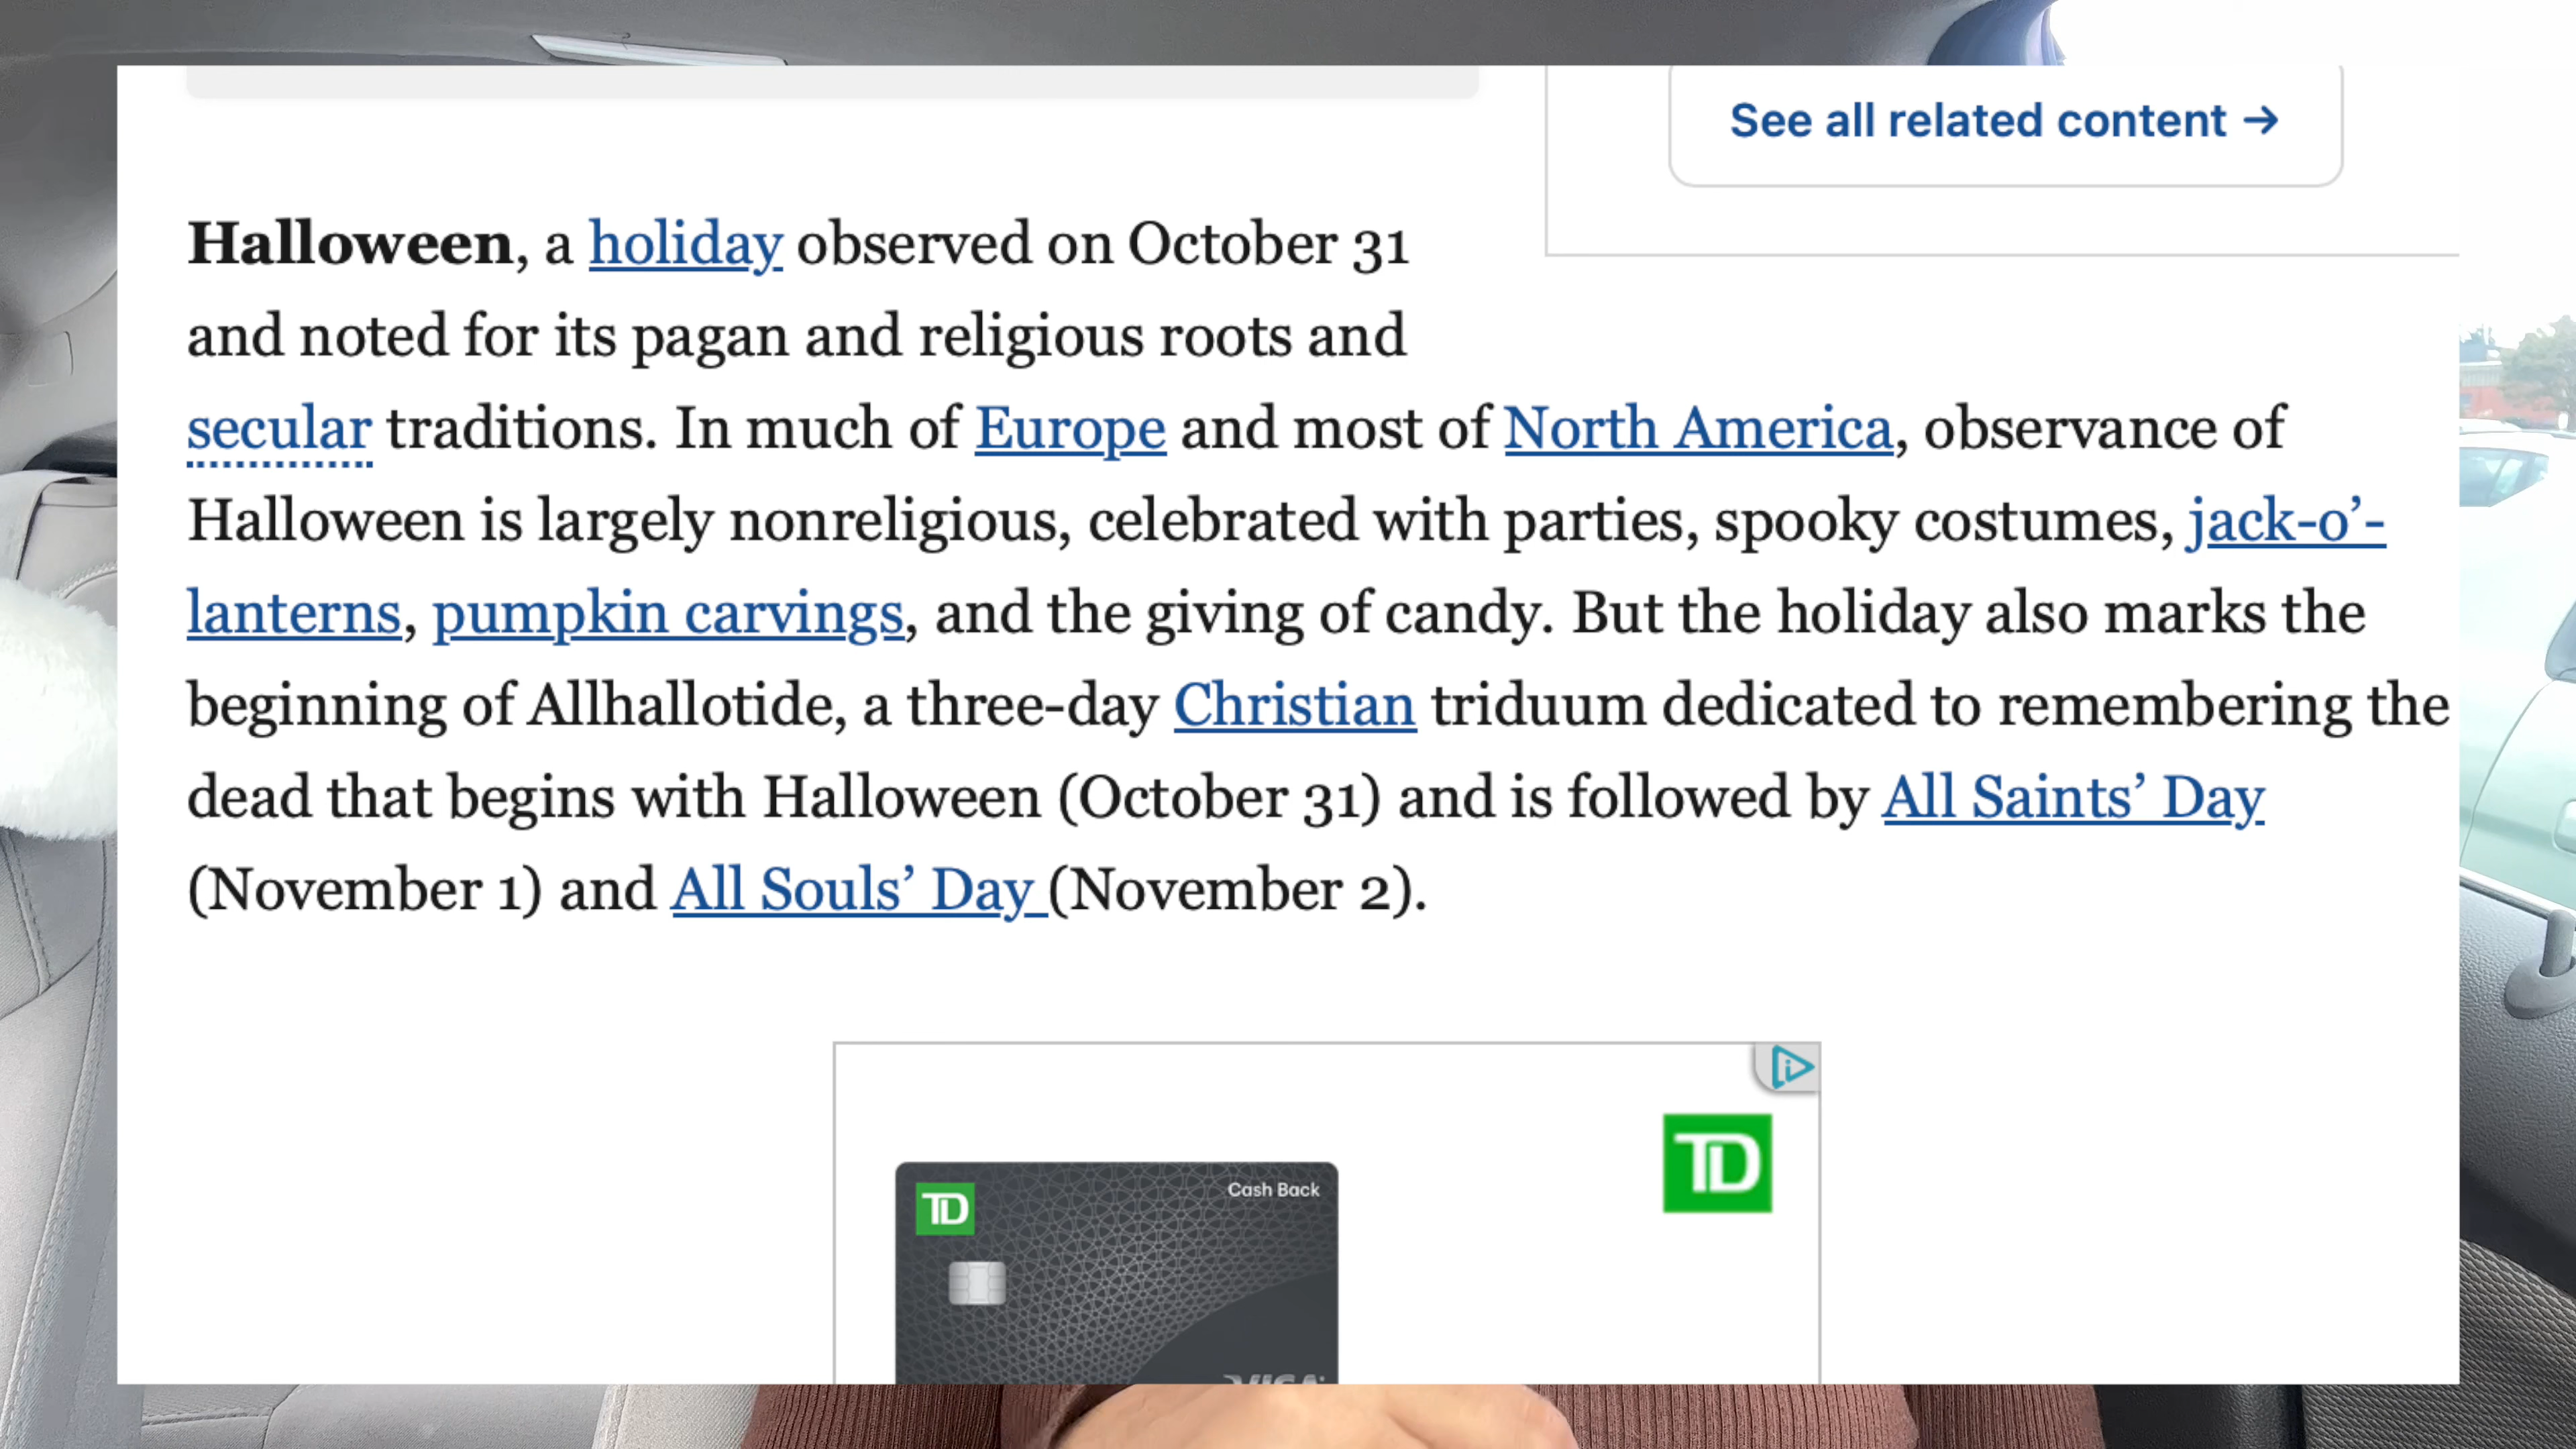 See all related content →
Halloween, a holiday observed on October 31
and noted for its pagan and religious roots and
secular traditions. In much of Europe and most of North America, observance of
Halloween is largely nonreligious, celebrated with parties, spooky costumes, jack-o’-
lanterns, pumpkin carvings, and the giving of candy. But the holiday also marks the
beginning of Allhallotide, a three-day Christian triduum dedicated to remembering the
dead that begins with Halloween (October 31) and is followed by All Saints’ Day
(November 1) and All Souls’ Day (November 2).
TD
TD
Cash Back
VISA